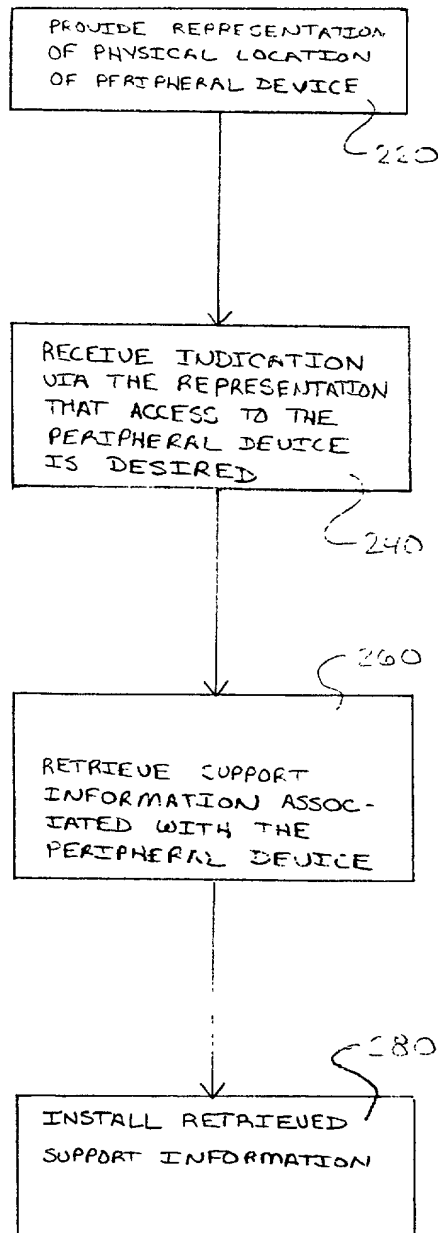 PROVIDE REPRESENTATION
OF PHYSICAL LOCATION
OF PERIPHERAL DEVICE
220
RECEIVE INDICATION
VIA THE REPRESENTATION
THAT ACCESS TO THE
PERIPHERAL DEVICE
IS DESIRED
240
260
RETRIEVE SUPPORT
INFORMATION ASSOC-
IATED WITH THE
PERIPHERAL DEVICE
280
INSTALL RETRIEVED
SUPPORT INFORMATION